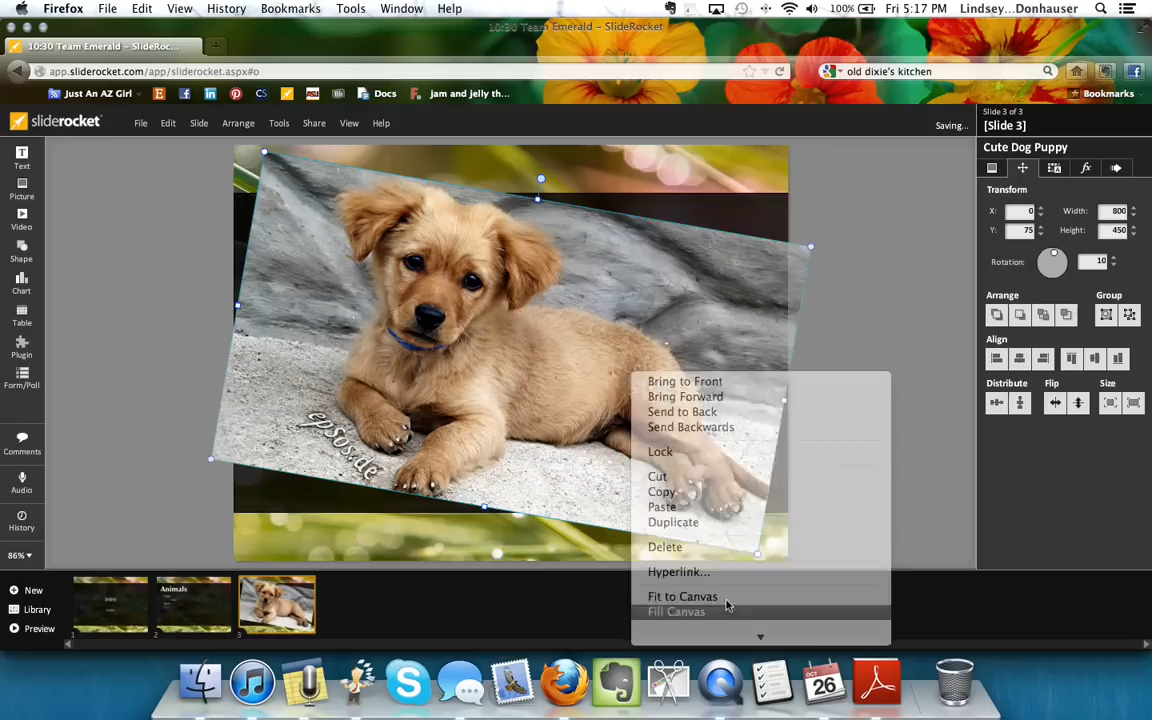 Firefox File Edit View History Bookmarks Tools Window Help 100% Fri 5:17 PM Lindsey...Donhauser
10:30 Team Emerald – SlideRocket
10:30 Team Emerald – SlideRoc...
app.sliderocket.com/app/sliderocket.aspx#0 old dixie's kitchen
Just An AZ Girl Docs jam and jelly th... Bookmarks
sliderocket File Edit Slide Arrange Tools Share View Help Saving...
Slide 3 of 3
[Slide 3]
Cute Dog Puppy
Text
Picture
Video
Shape
Chart
Table
Plugin
Form/Poll
Comments
Audio
History
86%
Transform
X: 0 Width: 800
Y: 75 Height: 450
Rotation: 10
Arrange Group
Align
Distribute Flip Size
epSos.de
Bring to Front
Bring Forward
Send to Back
Send Backwards
Lock
Cut
Copy
Paste
Duplicate
Delete
Hyperlink...
Fit to Canvas
Fill Canvas
New
Library
Preview
Animals
1 2 3
OCT
26